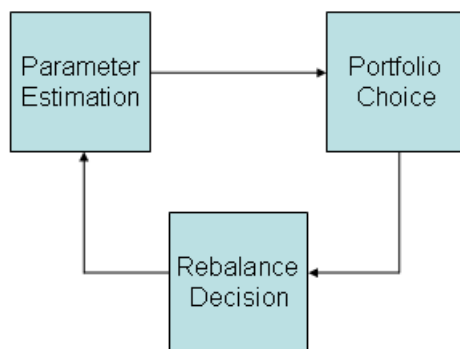 Parameter
Estimation
Portfolio
Choice
Rebalance
Decision